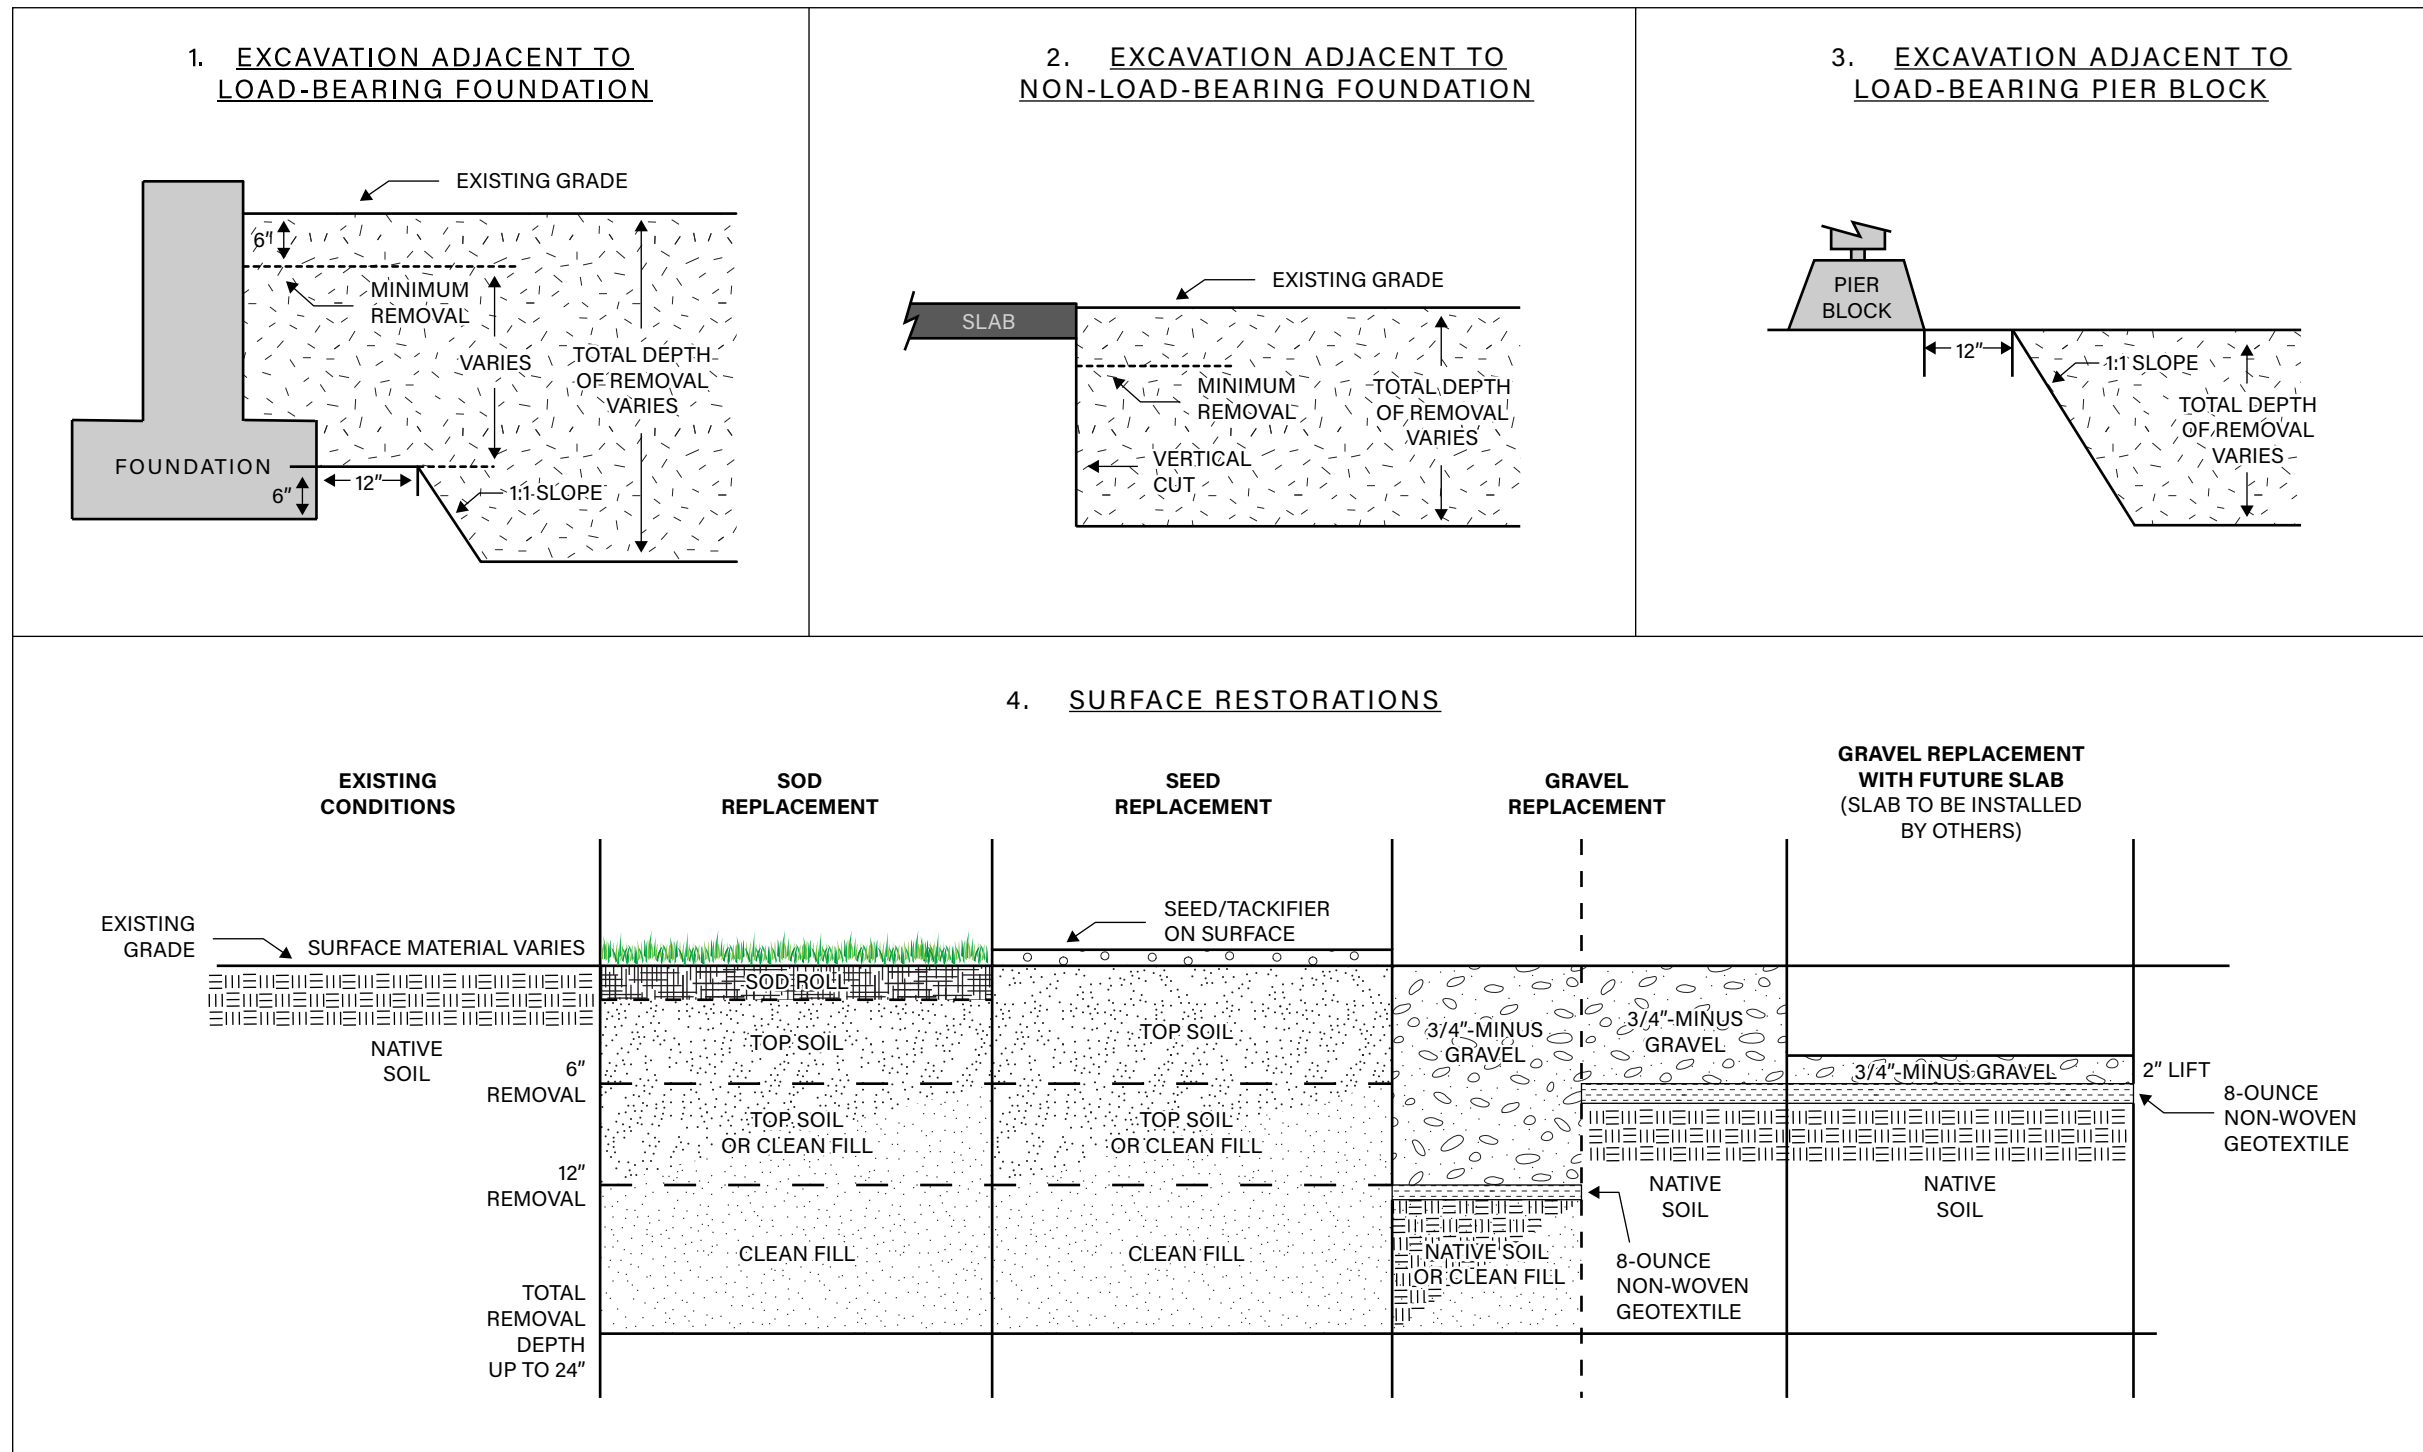 1. EXCAVATION ADJACENT TO
LOAD-BEARING FOUNDATION
EXISTING GRADE
6"
MINIMUM
REMOVAL
VARIES
TOTAL DEPTH
OF REMOVAL
VARIES
FOUNDATION
6"
12"
1:1 SLOPE
2. EXCAVATION ADJACENT TO
NON-LOAD-BEARING FOUNDATION
EXISTING GRADE
SLAB
MINIMUM
REMOVAL
TOTAL DEPTH
OF REMOVAL
VARIES
VERTICAL
CUT
3. EXCAVATION ADJACENT TO
LOAD-BEARING PIER BLOCK
PIER
BLOCK
12"
1:1 SLOPE
TOTAL DEPTH
OF REMOVAL
VARIES
4. SURFACE RESTORATIONS
EXISTING
CONDITIONS
SOD
REPLACEMENT
SEED
REPLACEMENT
GRAVEL
REPLACEMENT
GRAVEL REPLACEMENT
WITH FUTURE SLAB
(SLAB TO BE INSTALLED
BY OTHERS)
EXISTING
GRADE
SURFACE MATERIAL VARIES
NATIVE
SOIL
6"
REMOVAL
12"
REMOVAL
TOTAL
REMOVAL
DEPTH
UP TO 24"
SOD ROLL
TOP SOIL
TOP SOIL
OR CLEAN FILL
CLEAN FILL
SEED/TACKIFIER
ON SURFACE
TOP SOIL
TOP SOIL
OR CLEAN FILL
CLEAN FILL
3/4"-MINUS
GRAVEL
NATIVE SOIL
OR CLEAN FILL
3/4"-MINUS
GRAVEL
NATIVE
SOIL
8-OUNCE
NON-WOVEN
GEOTEXTILE
3/4"-MINUS GRAVEL
NATIVE
SOIL
2" LIFT
8-OUNCE
NON-WOVEN
GEOTEXTILE